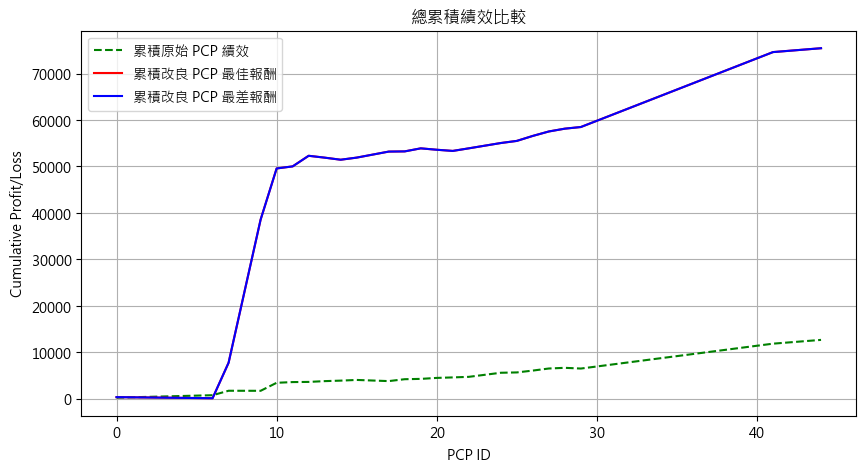 總累積績效比較
累積原始 PCP 績效
累積改良 PCP 最佳報酬
累積改良 PCP 最差報酬
Cumulative Profit/Loss
70000
60000
50000
40000
30000
20000
10000
0
0 10 20 30 40
PCP ID